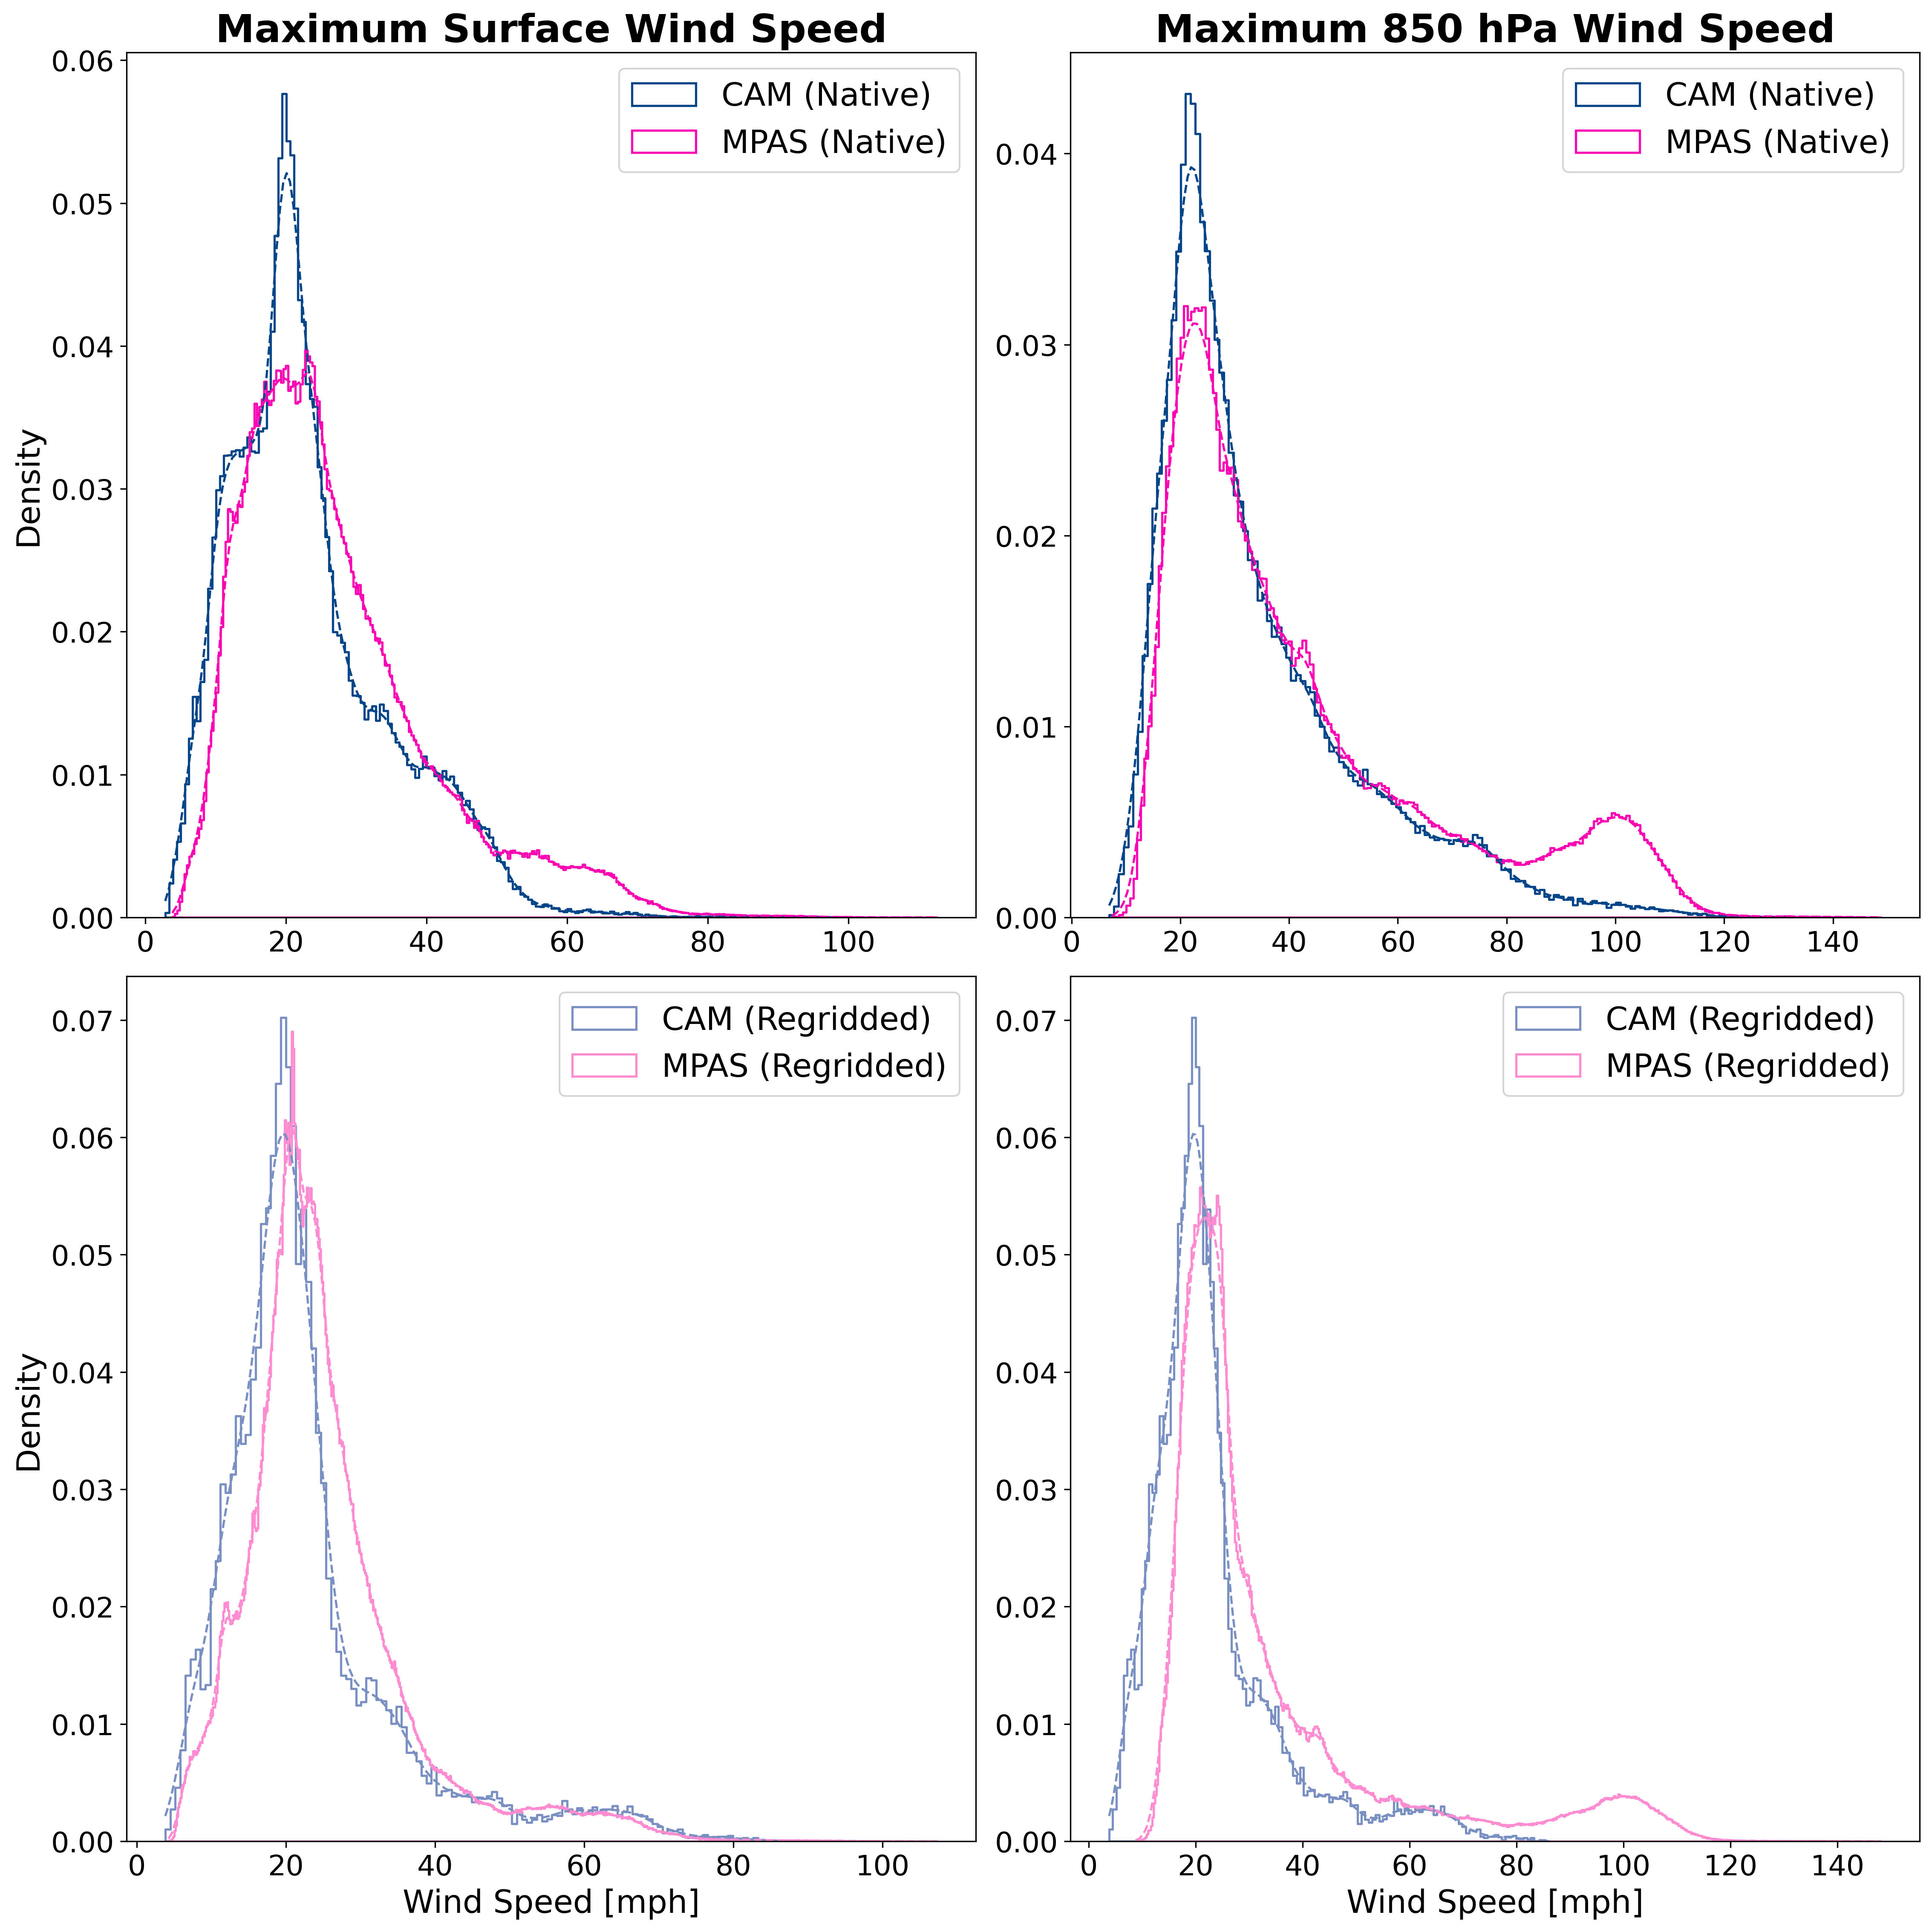 Maximum Surface Wind Speed
Maximum 850 hPa Wind Speed
CAM (Native)
MPAS (Native)
Density
0.06
0.05
0.04
0.03
0.02
0.01
0.00
0 20 40 60 80 100
CAM (Native)
MPAS (Native)
0.04
0.03
0.02
0.01
0.00
0 20 40 60 80 100 120 140
CAM (Regridded)
MPAS (Regridded)
Density
0.07
0.06
0.05
0.04
0.03
0.02
0.01
0.00
0 20 40 60 80 100
Wind Speed [mph]
CAM (Regridded)
MPAS (Regridded)
0.07
0.06
0.05
0.04
0.03
0.02
0.01
0.00
0 20 40 60 80 100 120 140
Wind Speed [mph]